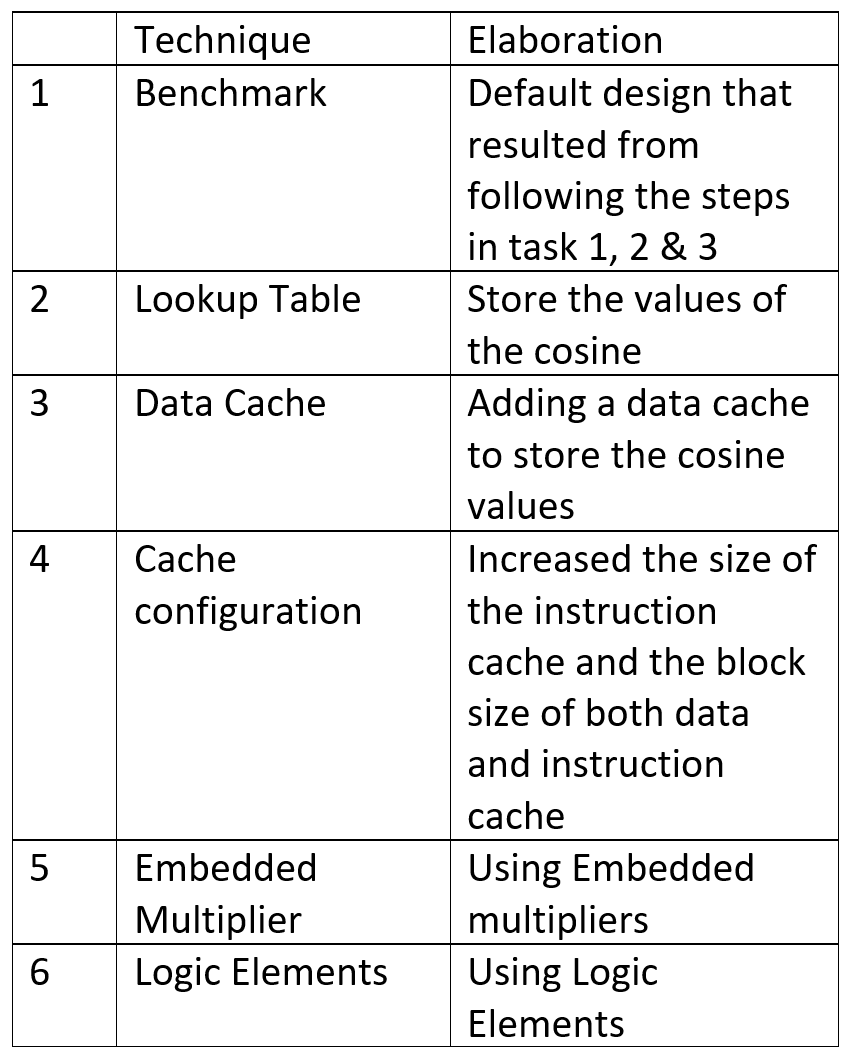 Technique Elaboration
1 Benchmark Default design that
resulted from
following the steps
in task 1, 2 & 3
2 Lookup Table Store the values of
the cosine
3 Data Cache Adding a data cache
to store the cosine
values
4 Cache Increased the size of
configuration the instruction
cache and the block
size of both data
and instruction
cache
5 Embedded Using Embedded
Multiplier multipliers
6 Logic Elements Using Logic
Elements